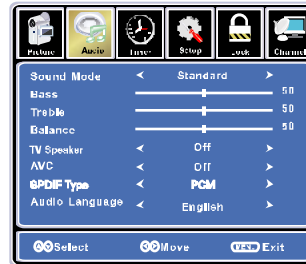 Picture Audio Timer Setup Lock Channel
Sound Mode Standard
Bass 50
Treble 50
Balance 50
TV Speaker Off
AVC Off
SPDIF Type PCM
Audio Language English
Select Move MENU Exit